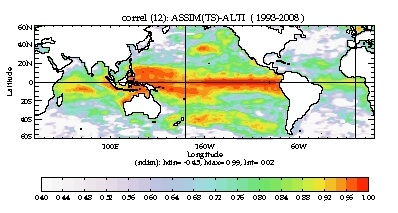 correl (12): ASSIM(TS)-ALTI ( 1993-2008 )
60N
40N
20N
0
20S
40S
60S
Latitude
100E 160W 60W
Longitude
(ndim): Min= -0.45, Max= 0.99, Int= 0.02
0.40 0.44 0.48 0.52 0.56 0.60 0.64 0.68 0.72 0.76 0.80 0.84 0.88 0.92 0.96 1.00